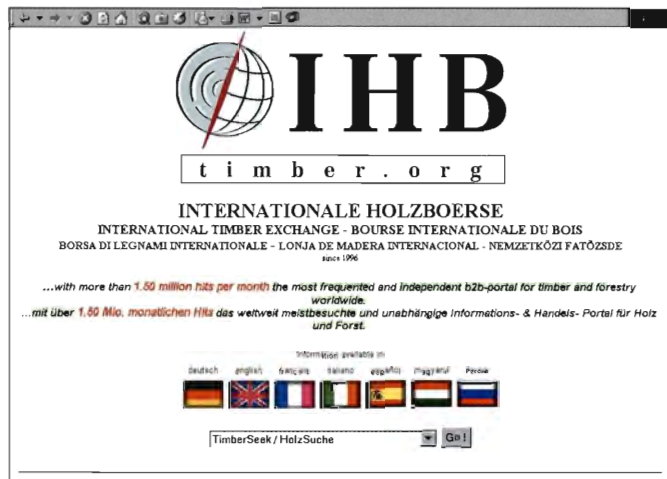 IHB
timber.org
INTERNATIONALE HOLZBOERSE
INTERNATIONAL TIMBER EXCHANGE - BOURSE INTERNATIONALE DU BOIS
BORSA DI LEGNAMI INTERNATIONALE - LONJA DE MADERA INTERNACIONAL - NEMZETKÖZI FATÖZSDE
since 1996
...with more than 1.50 million hits per month the most frequented and independent b2b-portal for timber and forestry
worldwide.
...mit über 1,50 Mio. monatlichen Hits das weltweit meistbesuchte und unabhängige Informations- & Handels- Portal für Holz
und Forst.
Information available in
deutsch english français italiano español magyarul
TimberSeek / HolzSuche Go!